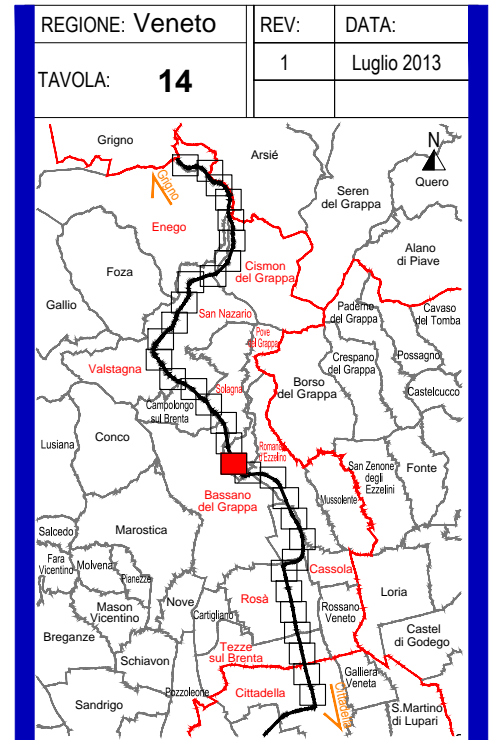 REGIONE: Veneto
REV:
DATA:
TAVOLA: 14
1
Luglio 2013
Grigno
Arsié
N
Quero
Grigno
Seren
del Grappa
Enego
Alano
di Piave
Foza
Cismon
del Grappa
Gallio
San Nazario
Paderno
del Grappa
Cavaso
del Tomba
Pove
del Grappa
Valstagna
Crespano
del Grappa
Possagno
Solagna
Borso
del Grappa
Castelcucco
Campolongo
sul Brenta
Lusiana
Conco
Romano
d'Ezzelino
San Zenone
degli
Ezzelini
Fonte
Bassano
del Grappa
Mussolente
Salcedo
Marostica
Fara
Vicentino
Molvena
Pianezze
Cassola
Loria
Rosà
Mason
Vicentino
Nove
Cartigliano
Rossano
Veneto
Breganze
Castel
di Godego
Schiavon
Tezze
sul Brenta
Galliera
Veneta
Pozzoleone
Cittadella
Cittadella
Sandrigo
S.Martino
di Lupari